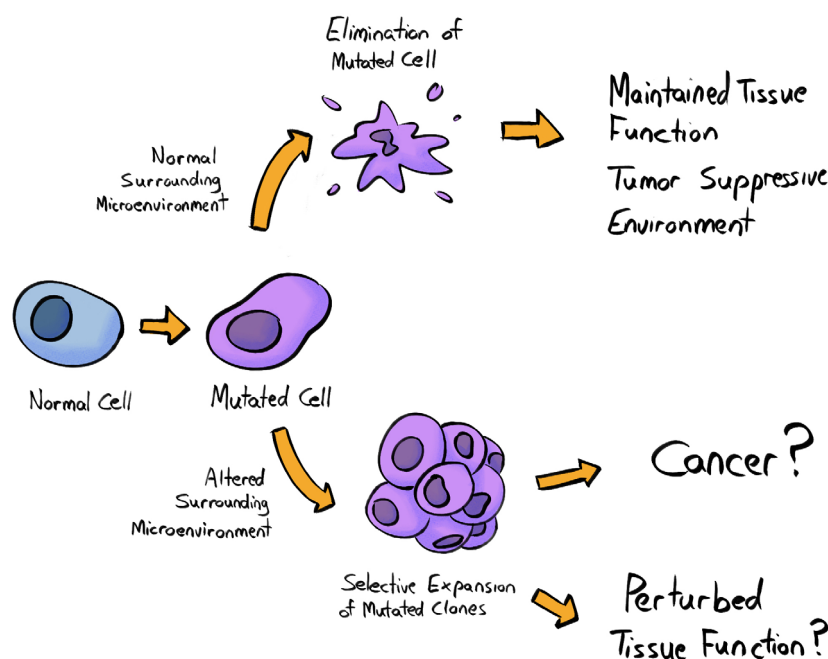 Elimination of
Mutated Cell
Maintained Tissue
Function
Tumor Suppressive
Environment
Normal
Surrounding
Microenvironment
Normal Cell
Mutated Cell
Altered
Surrounding
Microenvironment
Selective Expansion
of Mutated Clones
Cancer?
Perturbed
Tissue Function?